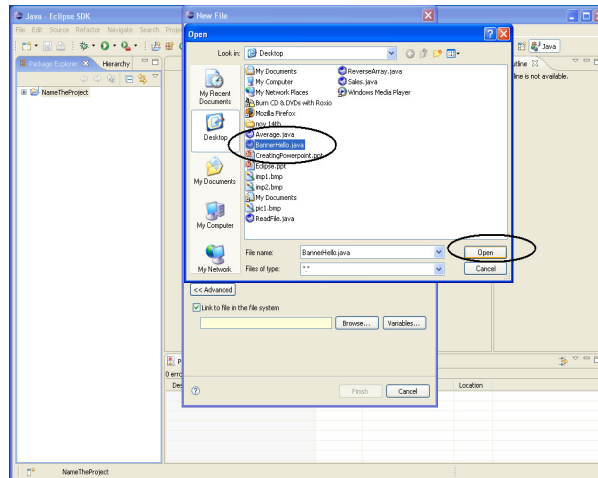 Java - Eclipse SDK
File Edit Source Refactor Navigate Search
New File
Open
Look in: Desktop
Java
Package Explorer Hierarchy
NameTheProject
My Recent Documents
Desktop
My Documents
My Computer
My Network
My Documents
My Computer
My Network Places
Burn CD & DVDs with Roxio
Mozilla Firefox
nov 14th
Average.java
BannerHello.java
CreatingPowerpoint.ppt
Eclipse.ppt
imp1.bmp
imp2.bmp
My Documents
pic1.bmp
ReadFile.java
ReverseArray.java
Sales.java
Windows Media Player
File name: BannerHello.java Open
Files of type: *.* Cancel
line is not available.
<< Advanced
Link to file in the file system
Browse... Variables...
Location
? Finish Cancel
NameTheProject